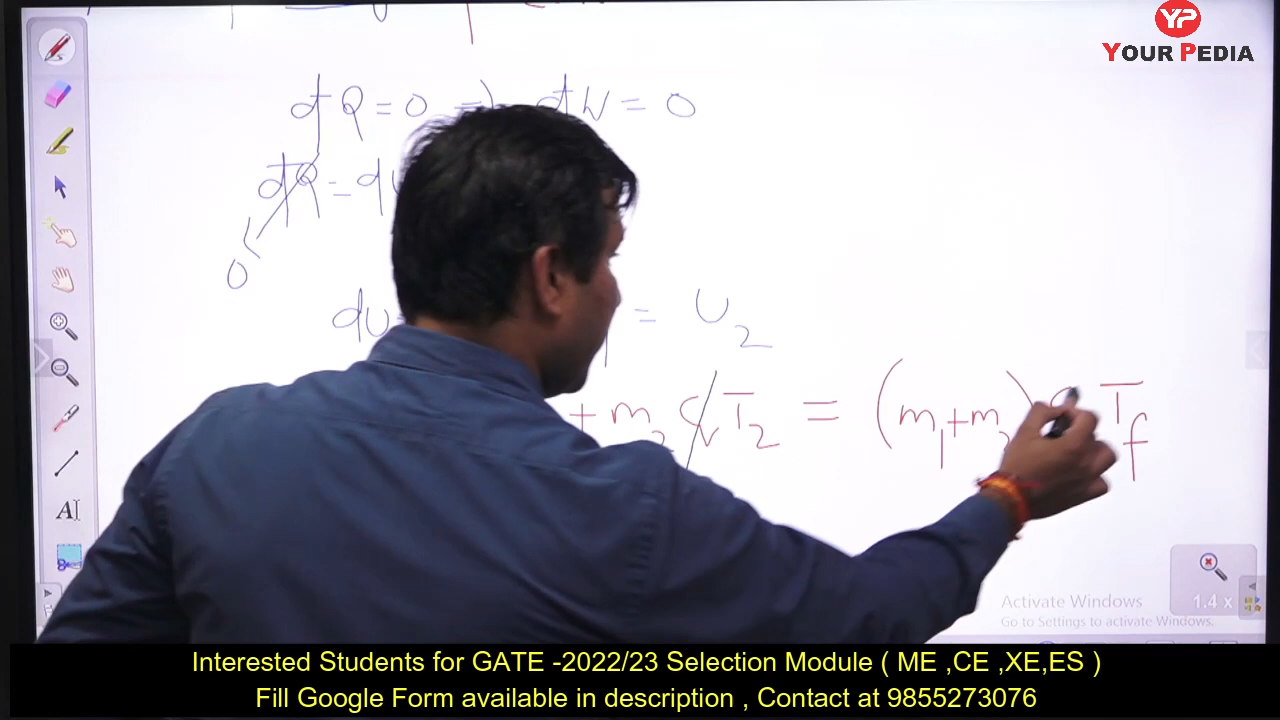 YP
YOUR PEDIA
dQ = 0 => dW = 0
dQ = du
0
du = U2
+ m2 T2 = (m1+m2) Tf
A
1.4 x
Activate Windows
Go to Settings to activate Windows.
Interested Students for GATE -2022/23 Selection Module ( ME ,CE ,XE,ES )
Fill Google Form available in description , Contact at 9855273076